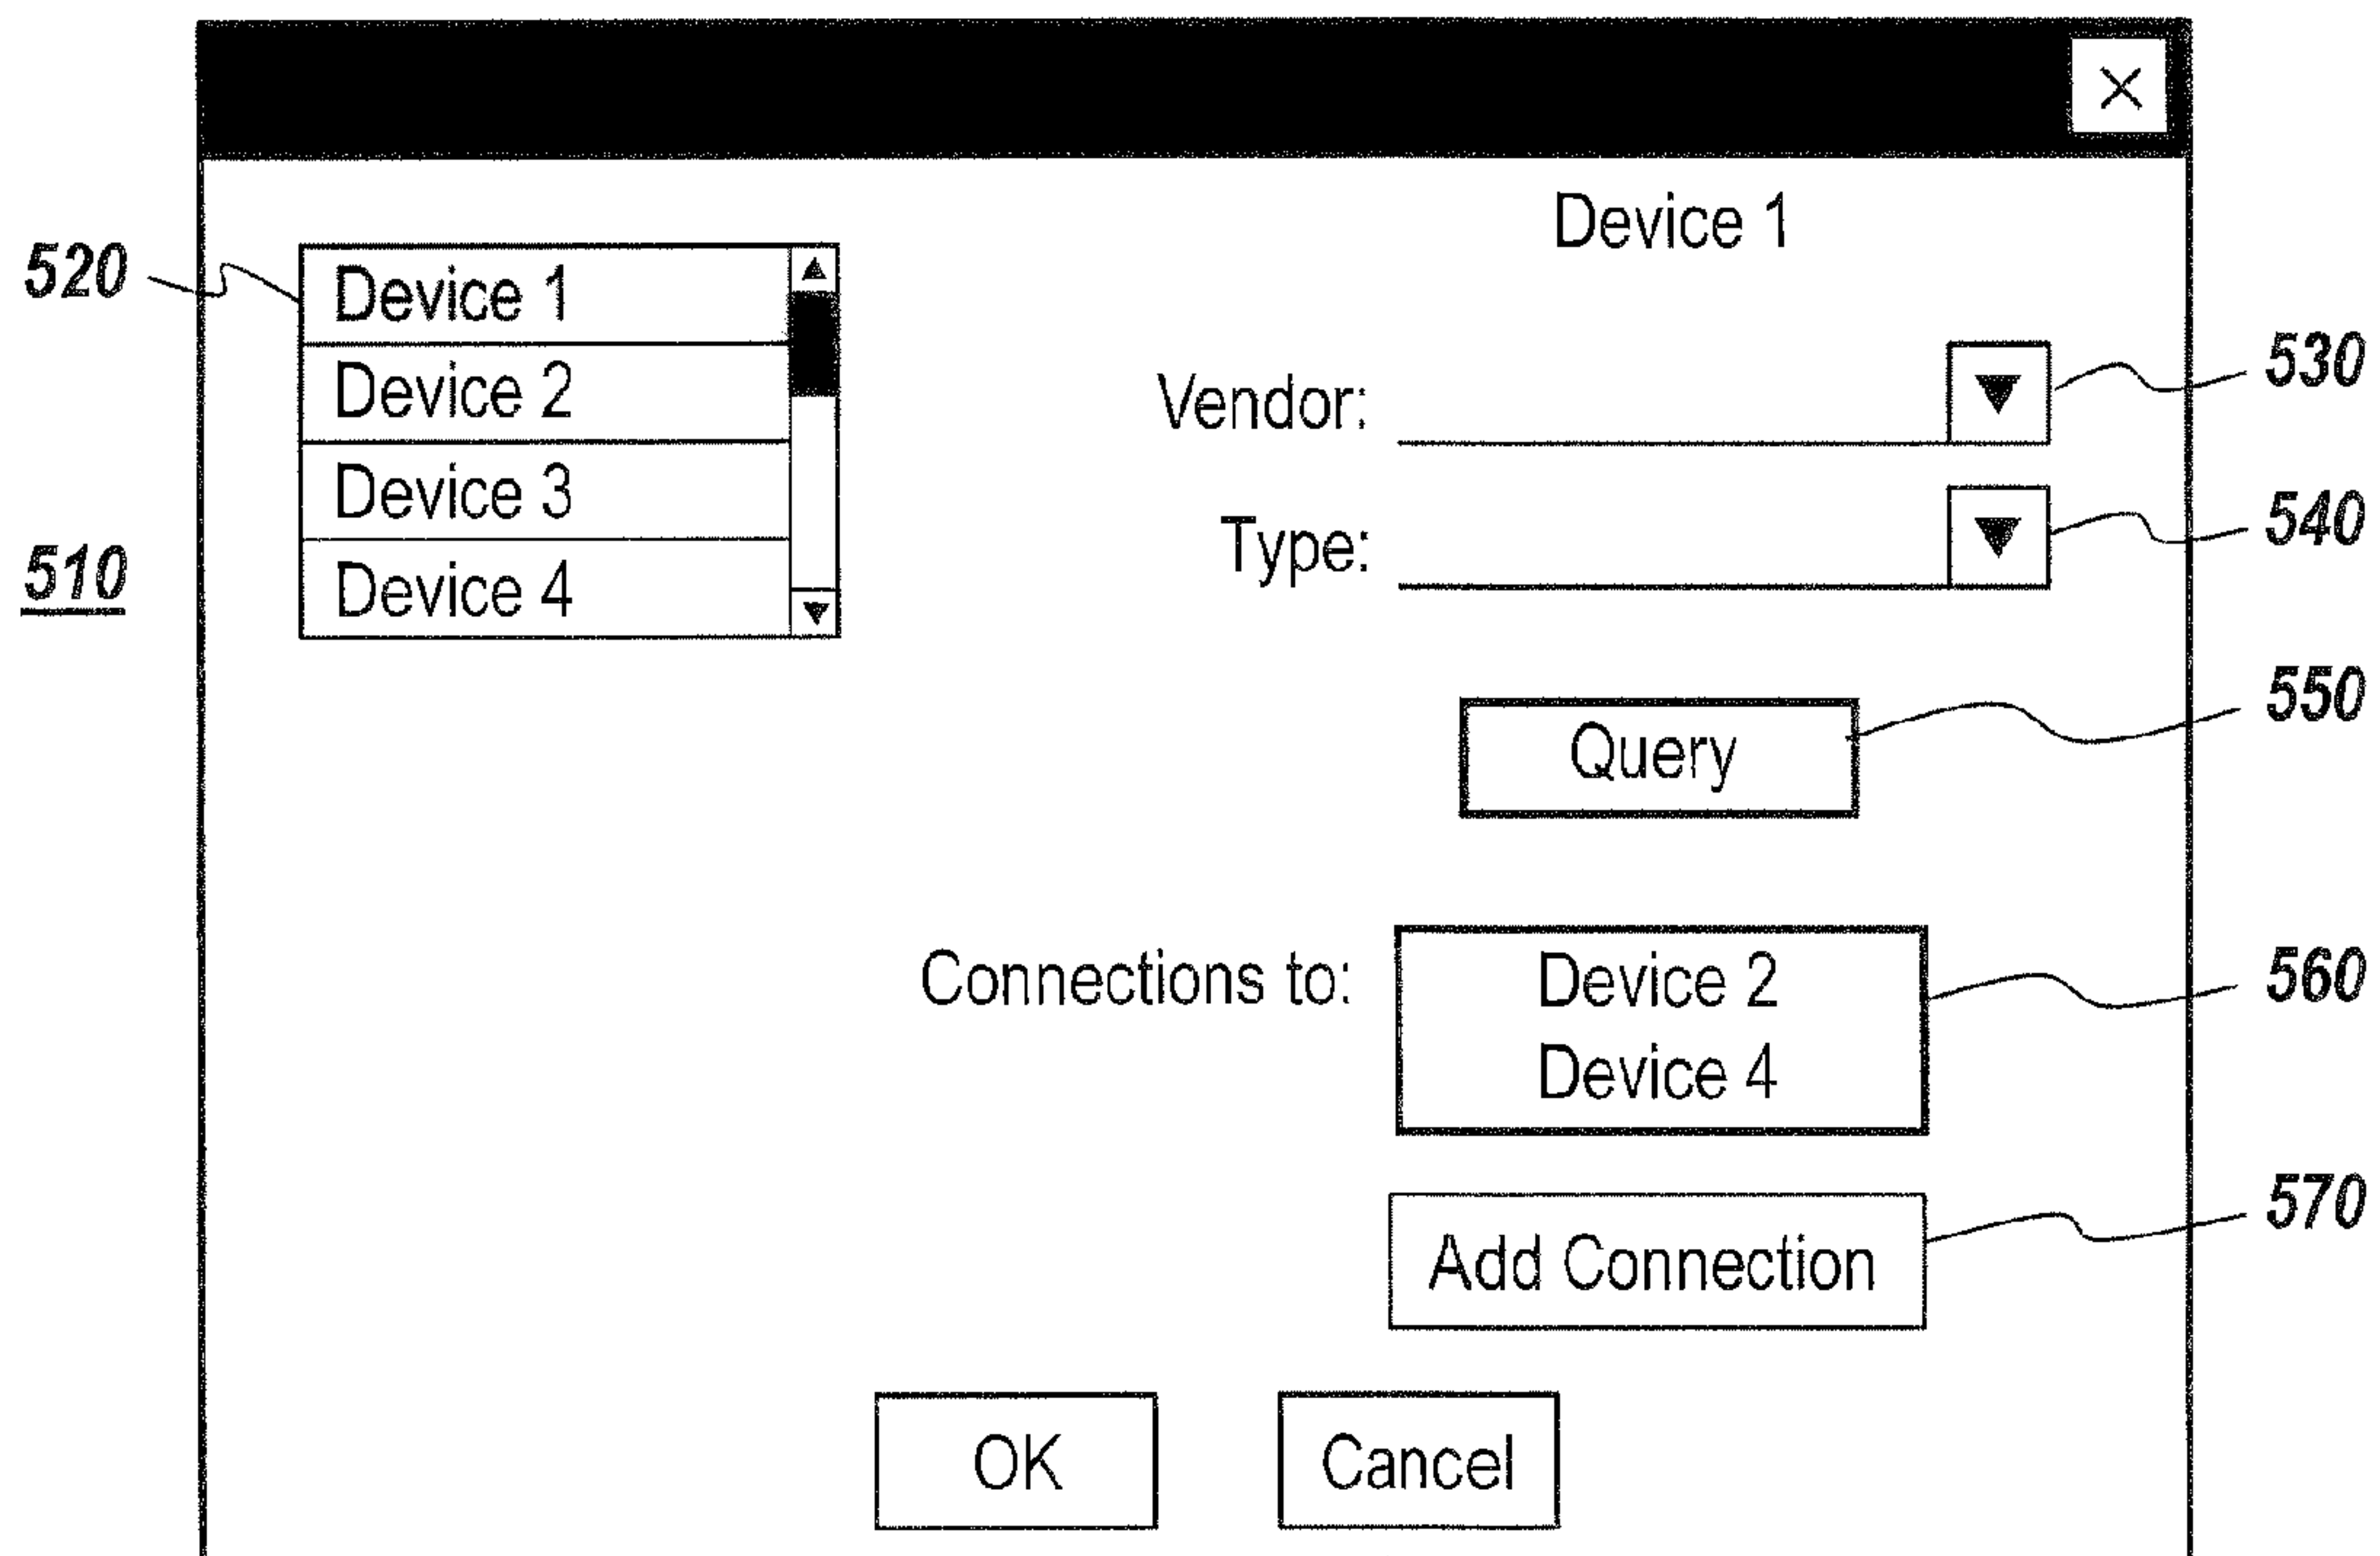 X
Device 1
520
Device 1
Device 2
Device 3
Device 4
510
Vendor:
530
Type:
540
Query
550
Connections to:
Device 2
Device 4
560
Add Connection
570
OK
Cancel